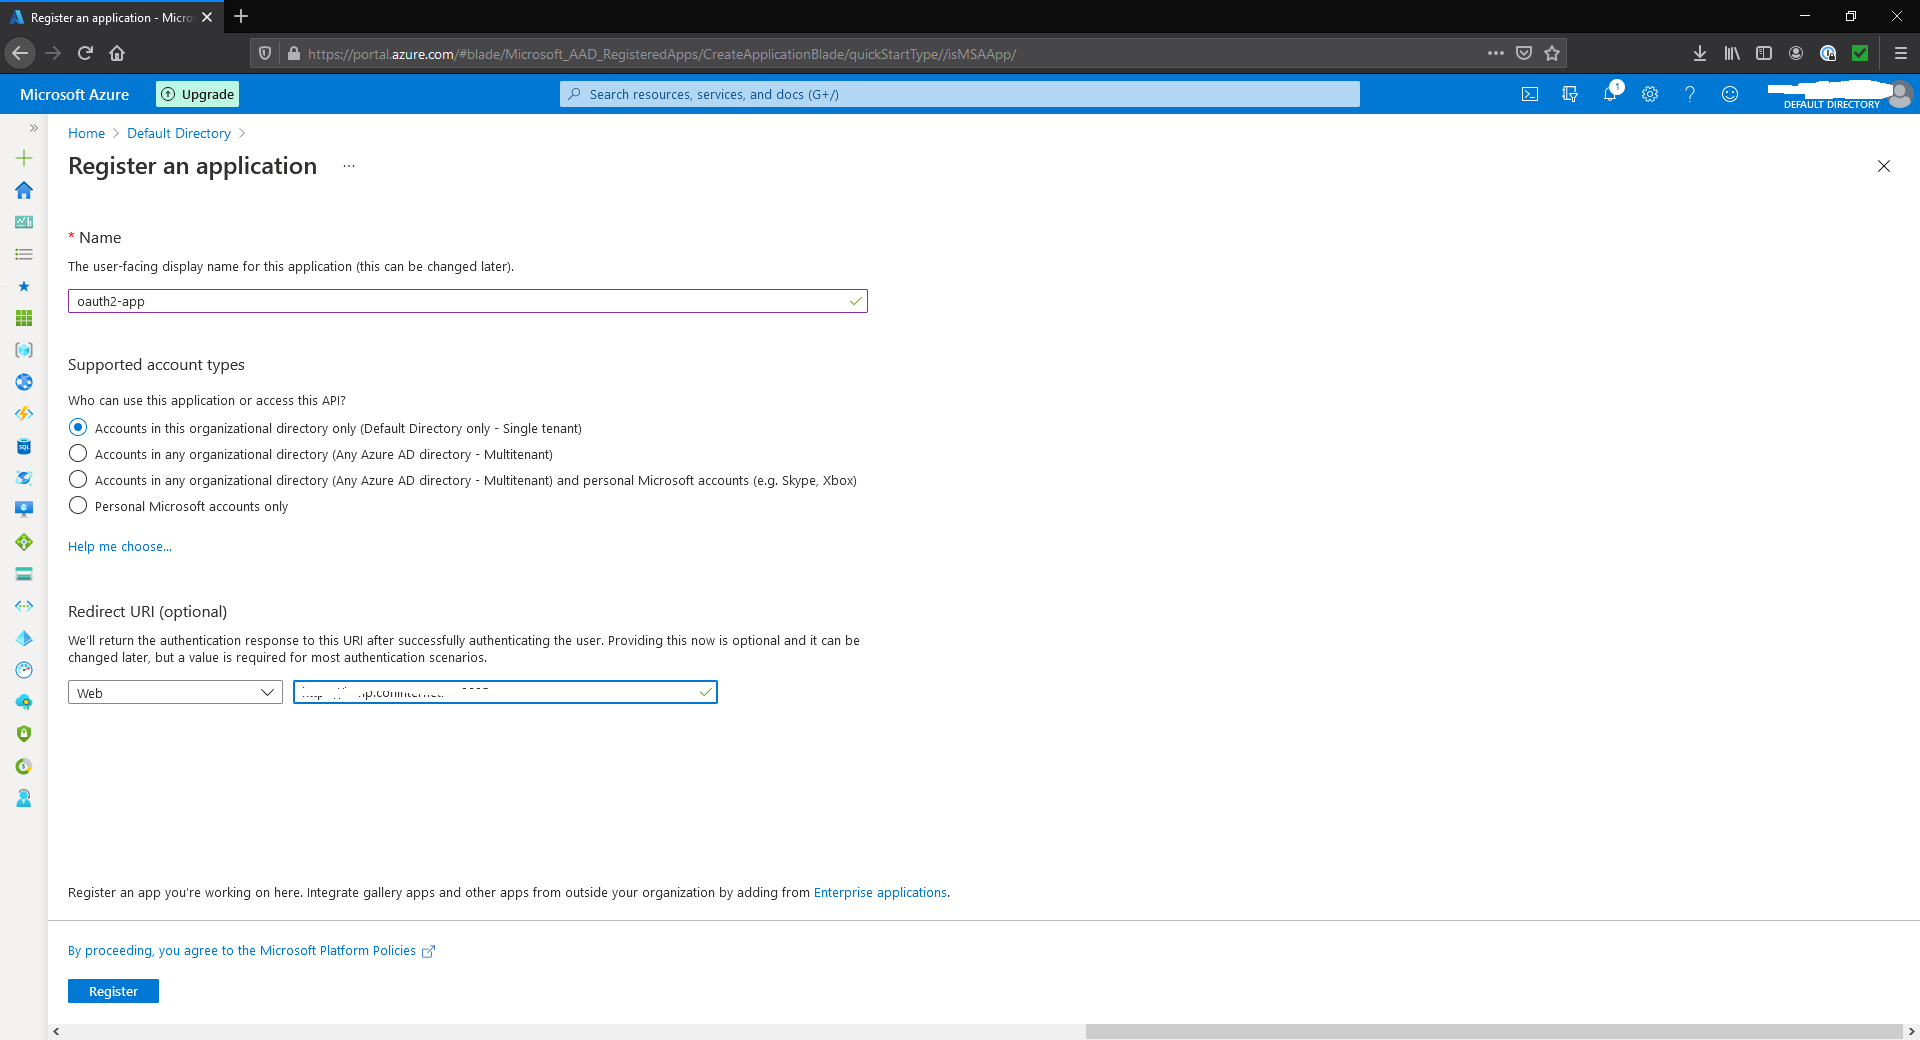 Register an application - Micros
https://portal.azure.com/#blade/Microsoft_AAD_RegisteredApps/CreateApplicationBlade/quickStartType//isMSAApp/
Microsoft Azure
Upgrade
Search resources, services, and docs (G+/)
1
DEFAULT DIRECTORY
Home
Default Directory
Register an application
* Name
The user-facing display name for this application (this can be changed later).
oauth2-app
Supported account types
Who can use this application or access this API?
Accounts in this organizational directory only (Default Directory only - Single tenant)
Accounts in any organizational directory (Any Azure AD directory - Multitenant)
Accounts in any organizational directory (Any Azure AD directory - Multitenant) and personal Microsoft accounts (e.g. Skype, Xbox)
Personal Microsoft accounts only
Help me choose...
Redirect URI (optional)
We'll return the authentication response to this URI after successfully authenticating the user. Providing this now is optional and it can be
changed later, but a value is required for most authentication scenarios.
Web
Register an app you're working on here. Integrate gallery apps and other apps from outside your organization by adding from Enterprise applications.
By proceeding, you agree to the Microsoft Platform Policies
Register